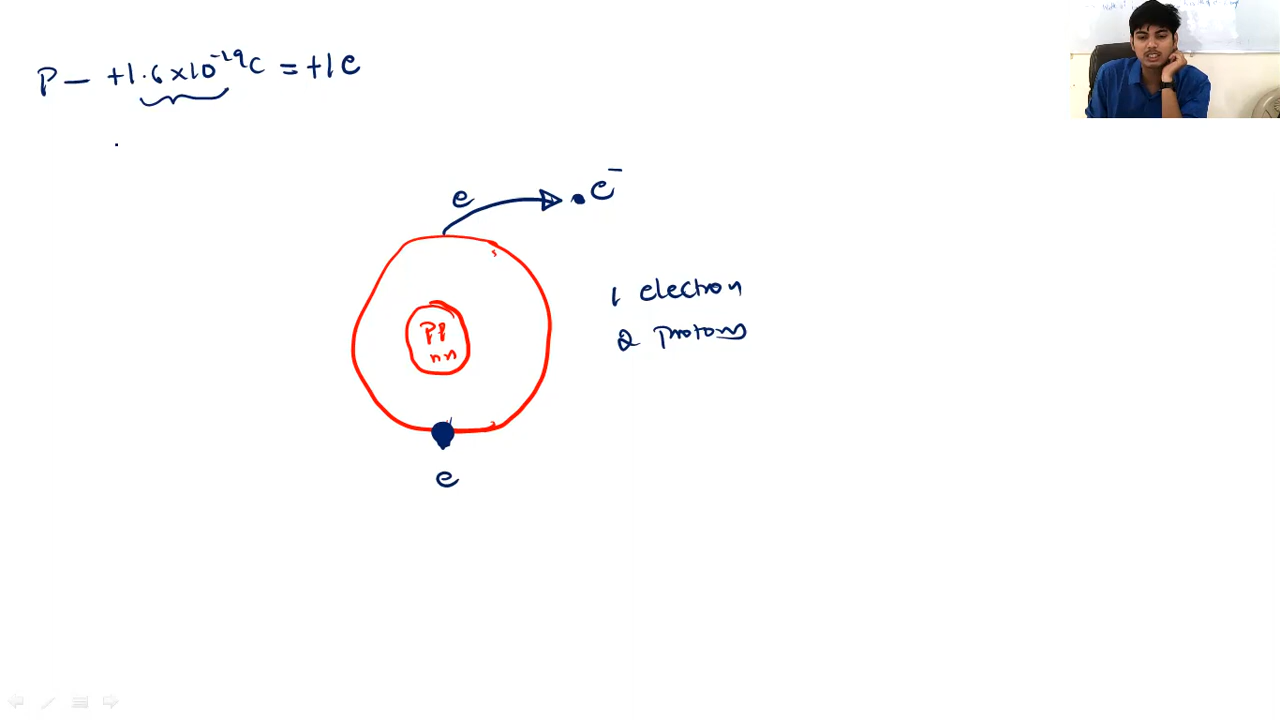 P — +1.6×10⁻¹⁹C = +1e
e
e⁻
1 electron
2 protons
PP
nn
e